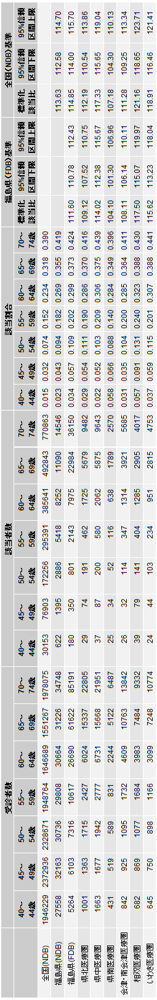 受診者数 該当者数 該当割合 福島県(FDB)基準 全国(NDB)基準
40～44歳 45～49歳 50～54歳 55～59歳 60～64歳 65～69歳 70～74歳 40～44歳 45～49歳 50～54歳 55～59歳 60～64歳 65～69歳 70～74歳 40～44歳 45～49歳 50～54歳 55～59歳 60～64歳 65～69歳 70～74歳 標準化該当比 95%信頼区間下限 95%信頼区間上限 標準化該当比 95%信頼区間下限 95%信頼区間上限
全国(NDB) 1946229 2372936 2328671 1948764 1646689 1551267 1978075 30153 76903 172256 295391 385641 492843 770863 0.015 0.032 0.074 0.152 0.234 0.318 0.390
福島県(NDB) 27558 32163 30736 29808 30664 31226 34748 622 1395 2886 5418 8252 11090 14546 0.023 0.043 0.094 0.182 0.269 0.355 0.419 113.63 112.58 114.70
福島県(FDB) 5264 6103 7316 10617 26690 61622 85191 180 350 801 2143 7975 22984 36150 0.034 0.057 0.109 0.202 0.299 0.373 0.424 111.60 110.78 112.43 114.85 114.00 115.70
県北医療圏 1001 1363 1715 2427 6024 15337 22805 29 74 191 462 1725 5679 9482 0.029 0.054 0.111 0.190 0.286 0.370 0.416 109.12 107.52 110.75 112.19 110.54 113.86
県中医療圏 1663 1677 1942 2777 6731 15668 21951 37 87 200 580 2062 5875 9643 0.022 0.052 0.103 0.209 0.306 0.375 0.439 114.02 112.38 115.67 117.33 115.65 119.04
県南医療圏 431 519 589 831 2244 5122 6487 25 34 52 116 638 1789 2570 0.058 0.066 0.088 0.140 0.284 0.349 0.396 104.10 101.30 106.96 107.18 104.30 110.13
会津・南会津医療圏 842 925 1095 1732 4609 10763 13842 26 32 114 347 1314 3921 5685 0.031 0.035 0.104 0.200 0.285 0.364 0.411 108.11 106.14 110.11 111.28 109.25 113.34
相双医療圏 682 869 1077 1684 3983 7484 9332 39 79 141 404 1285 2905 4017 0.057 0.091 0.131 0.240 0.323 0.388 0.430 117.50 115.07 119.97 121.16 118.65 123.71
いわき医療圏 645 750 898 1166 3099 7248 10774 24 44 103 234 951 2815 4753 0.037 0.059 0.115 0.201 0.307 0.388 0.441 115.62 113.23 118.04 118.91 116.46 121.41